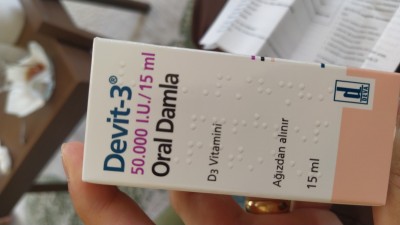 Devit-3®
50.000 I.U./15 ml
Oral Damla
D3 Vitamini
Ağızdan alınır
15 ml